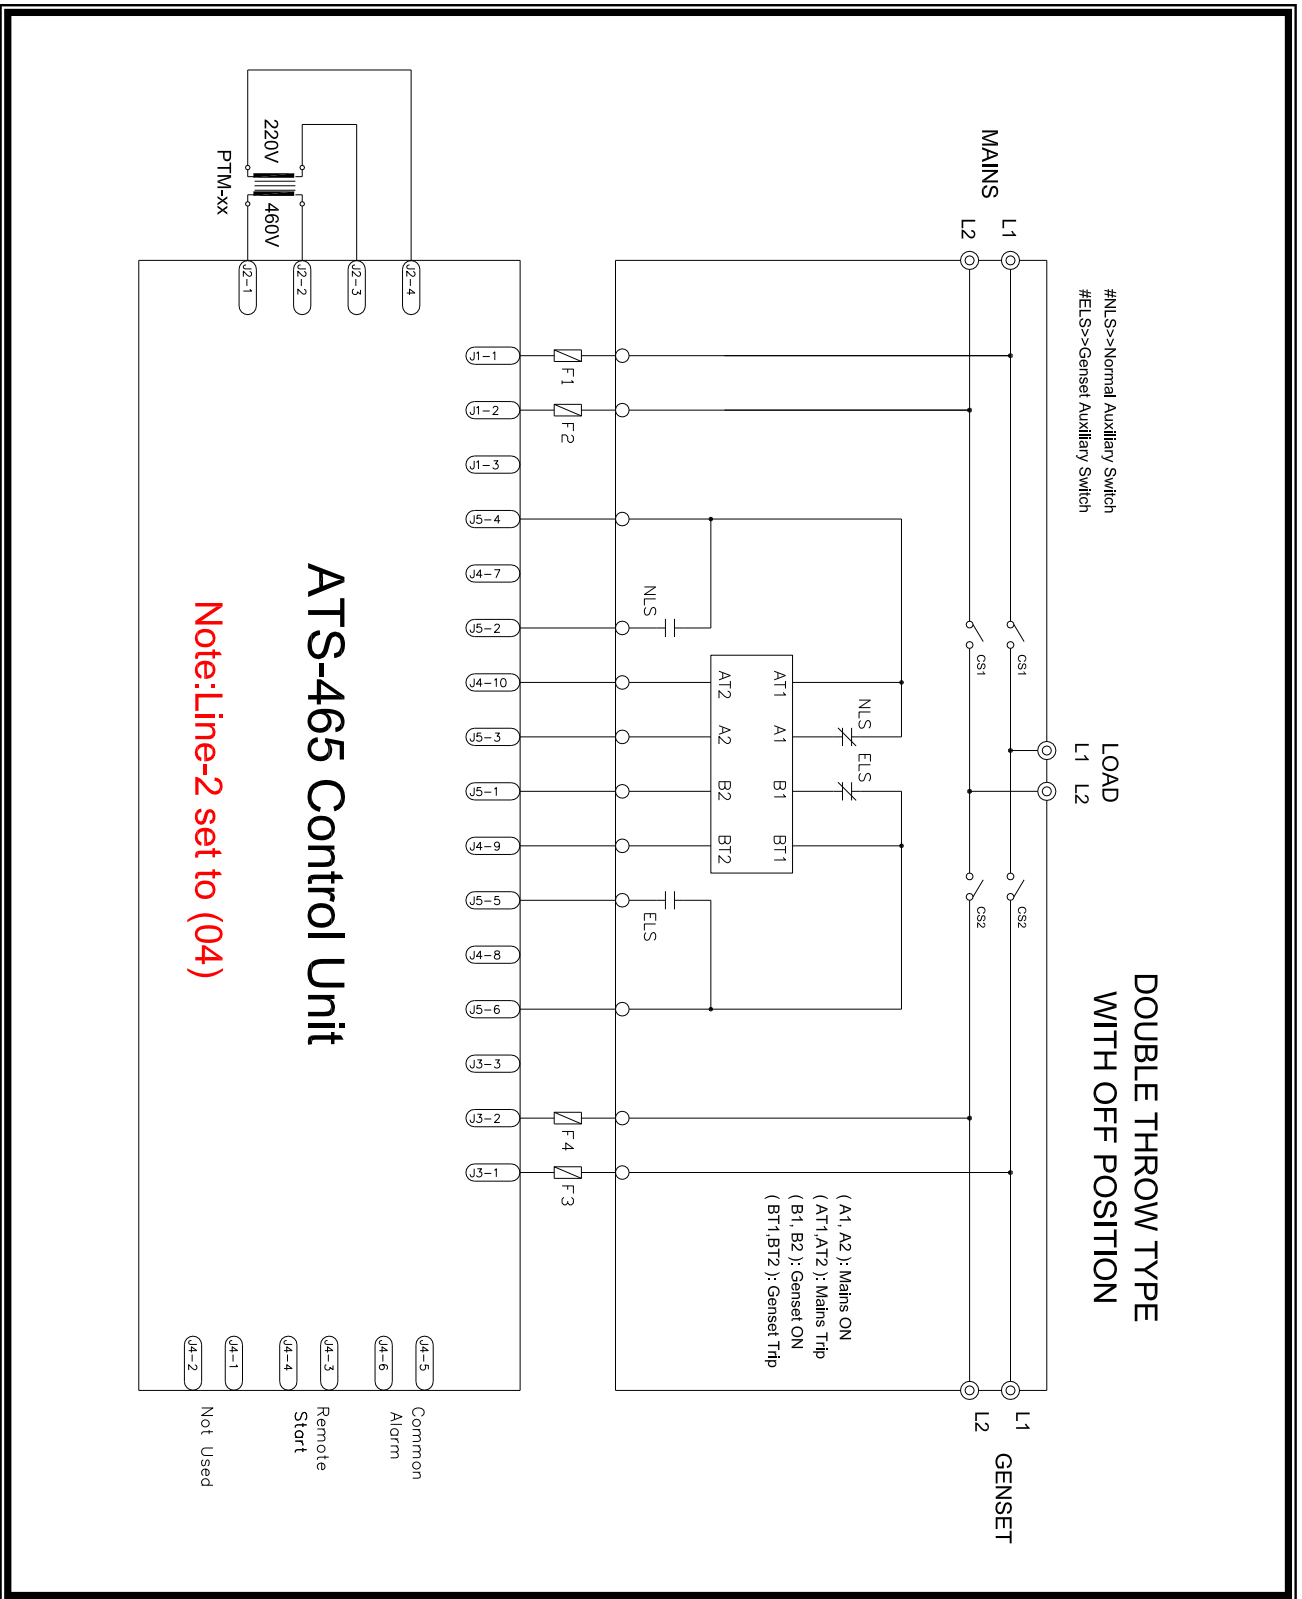 DOUBLE THROW TYPE
WITH OFF POSITION
#NLS>>Normal Auxiliary Switch
#ELS>>Genset Auxiliary Switch
LOAD
L1 L2
MAINS
L1
L2
CS1
CS1
CS2
CS2
L1
L2
GENSET
( A1, A2 ): Mains ON
( AT1,AT2 ): Mains Trip
( B1, B2 ): Genset ON
( BT1,BT2 ): Genset Trip
NLS
ELS
AT1 A1 B1 BT1
AT2 A2 B2 BT2
NLS
ELS
F1
F2
F4
F3
J1-1
J1-2
J1-3
J5-4
J4-7
J5-2
J4-10
J5-3
J5-1
J4-9
J5-5
J4-8
J5-6
J3-3
J3-2
J3-1
J2-4
J2-3
J2-2
J2-1
220V
460V
PTM-xx
ATS-465 Control Unit
Note:Line-2 set to (04)
J4-5
J4-6
Common
Alarm
J4-3
J4-4
Remote
Start
J4-1
J4-2
Not Used